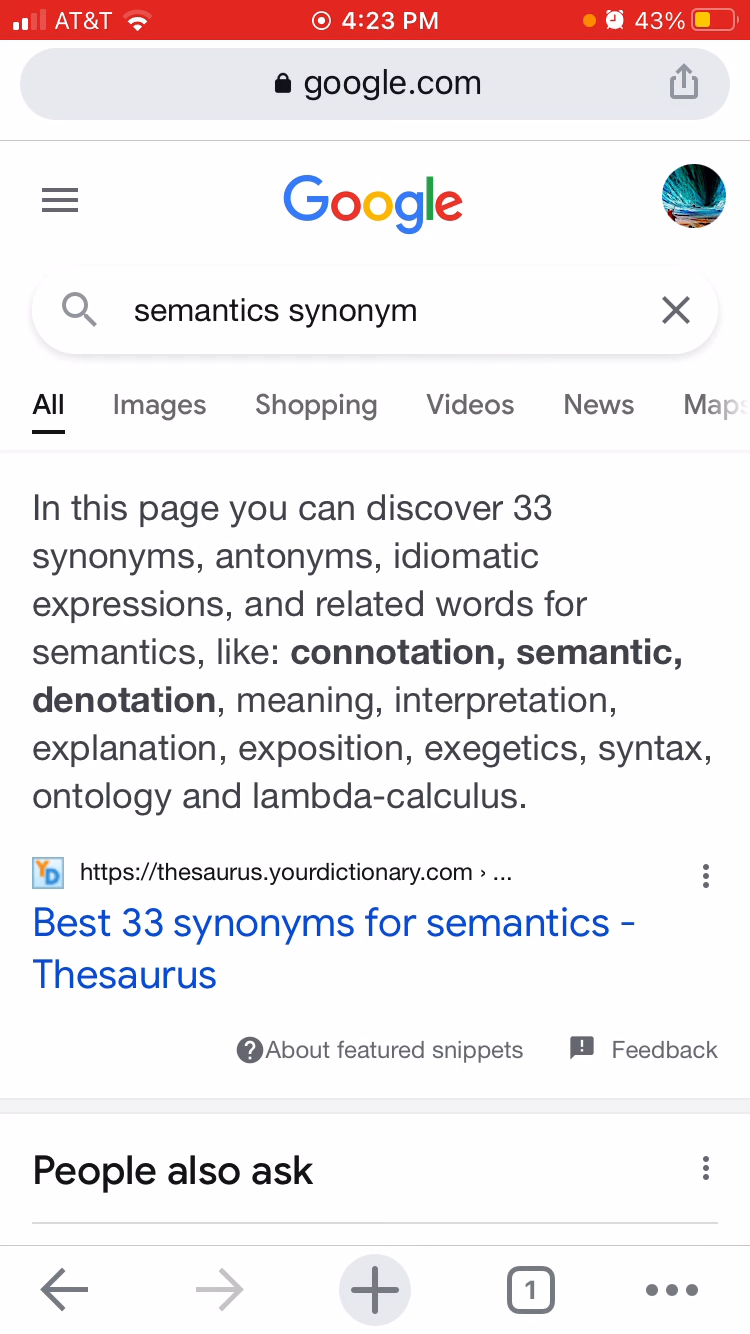 AT&T 4:23 PM 43%
google.com
Google
semantics synonym
All Images Shopping Videos News Maps
In this page you can discover 33
synonyms, antonyms, idiomatic
expressions, and related words for
semantics, like: connotation, semantic,
denotation, meaning, interpretation,
explanation, exposition, exegetics, syntax,
ontology and lambda-calculus.
YD https://thesaurus.yourdictionary.com › ...
Best 33 synonyms for semantics -
Thesaurus
? About featured snippets ! Feedback
People also ask
1